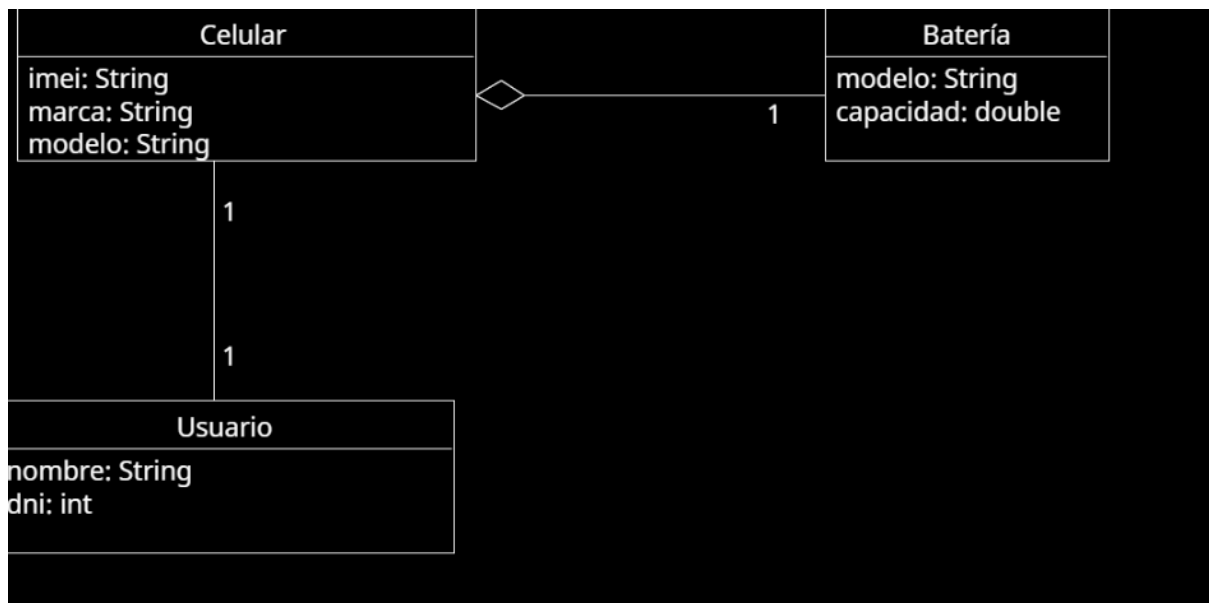 Celular
imei: String
marca: String
modelo: String
Batería
modelo: String
capacidad: double
1
1
1
Usuario
nombre: String
dni: int